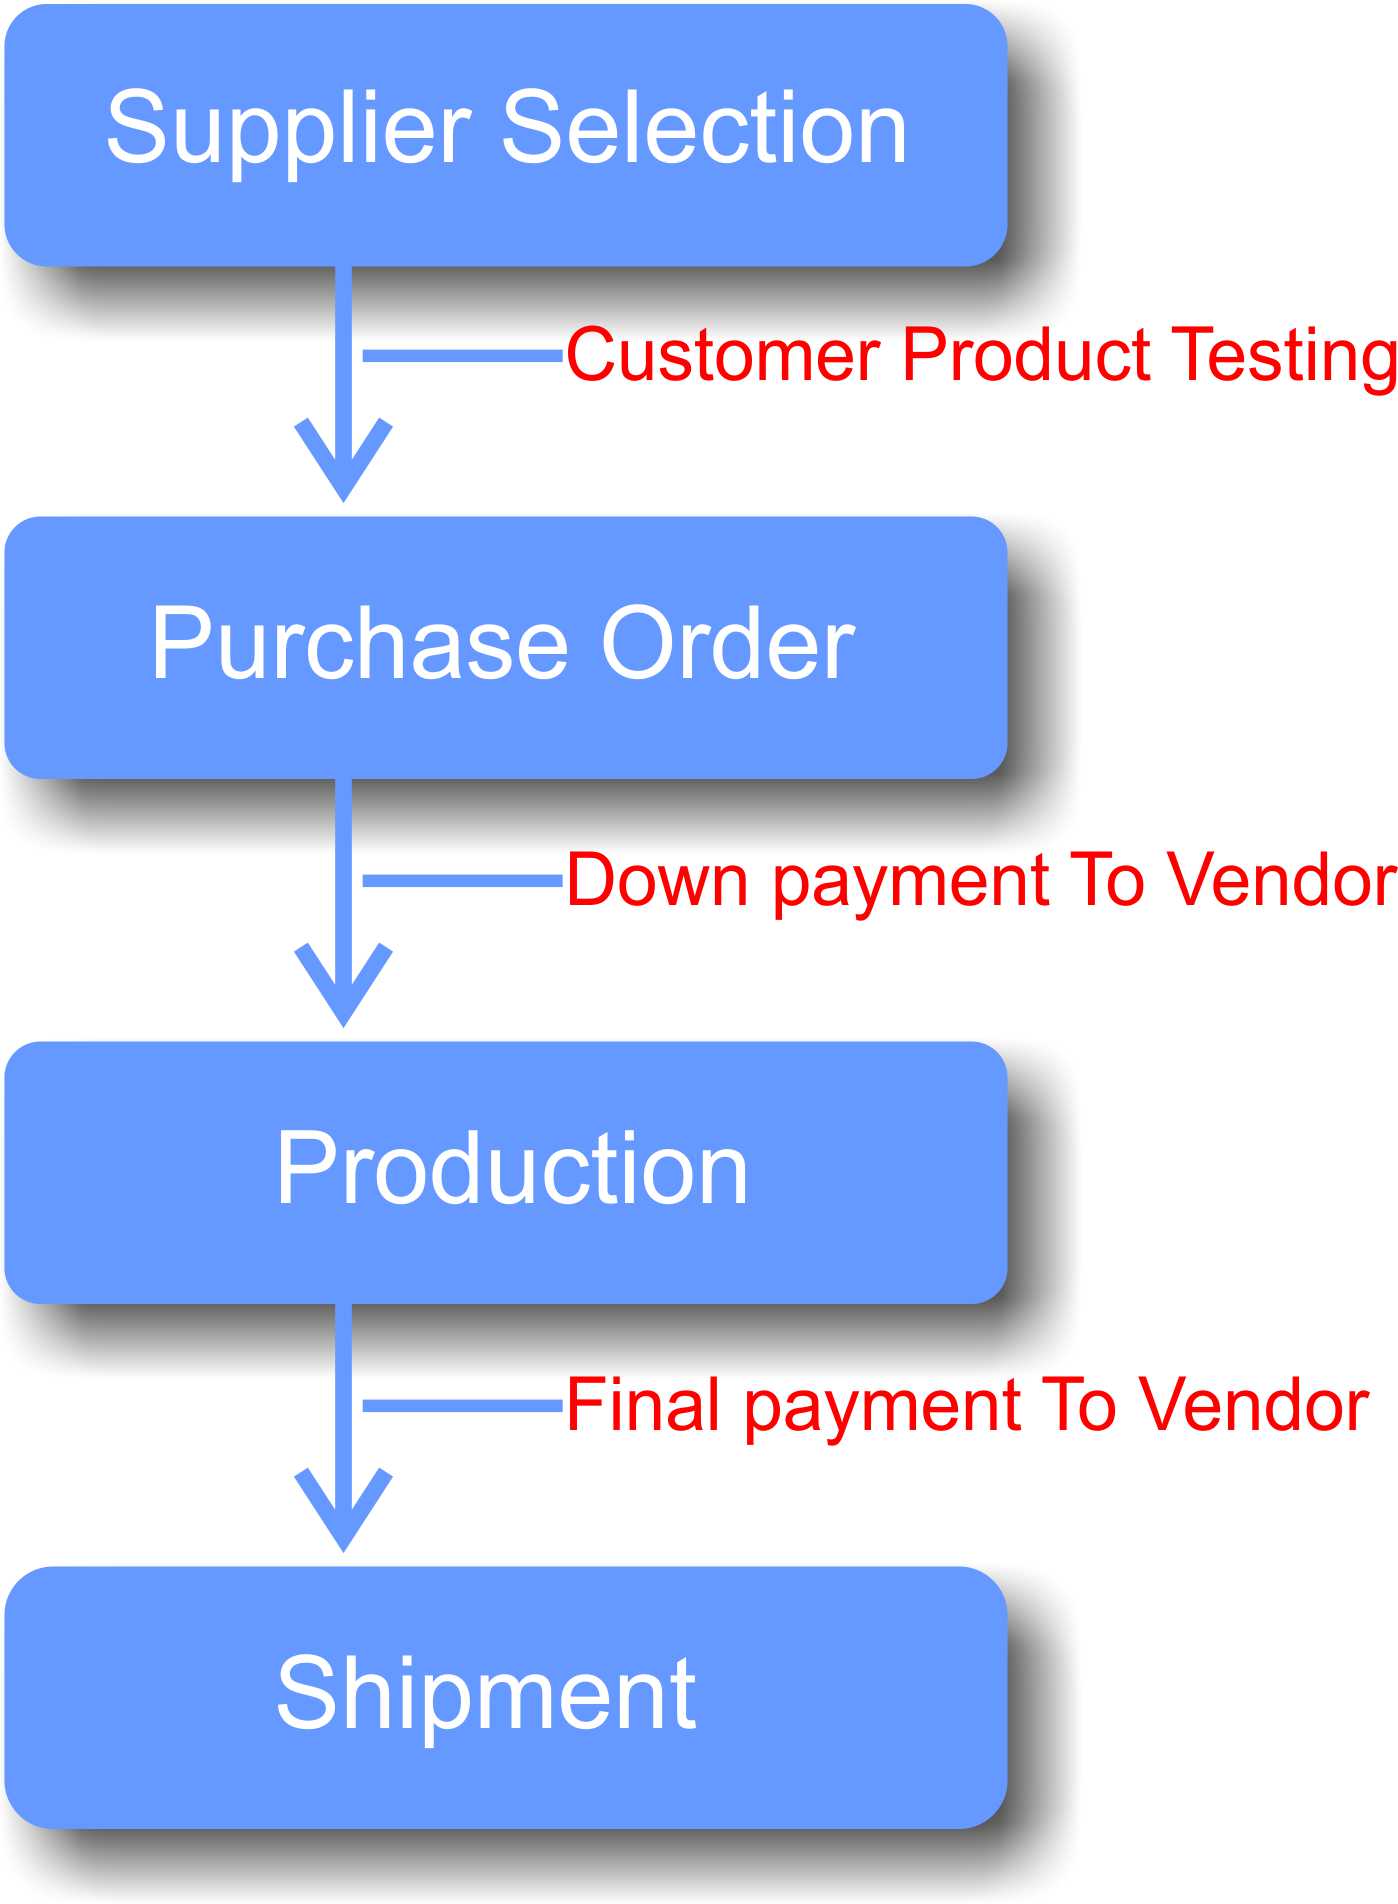 Supplier Selection
Customer Product Testing
Purchase Order
Down payment To Vendor
Production
Final payment To Vendor
Shipment